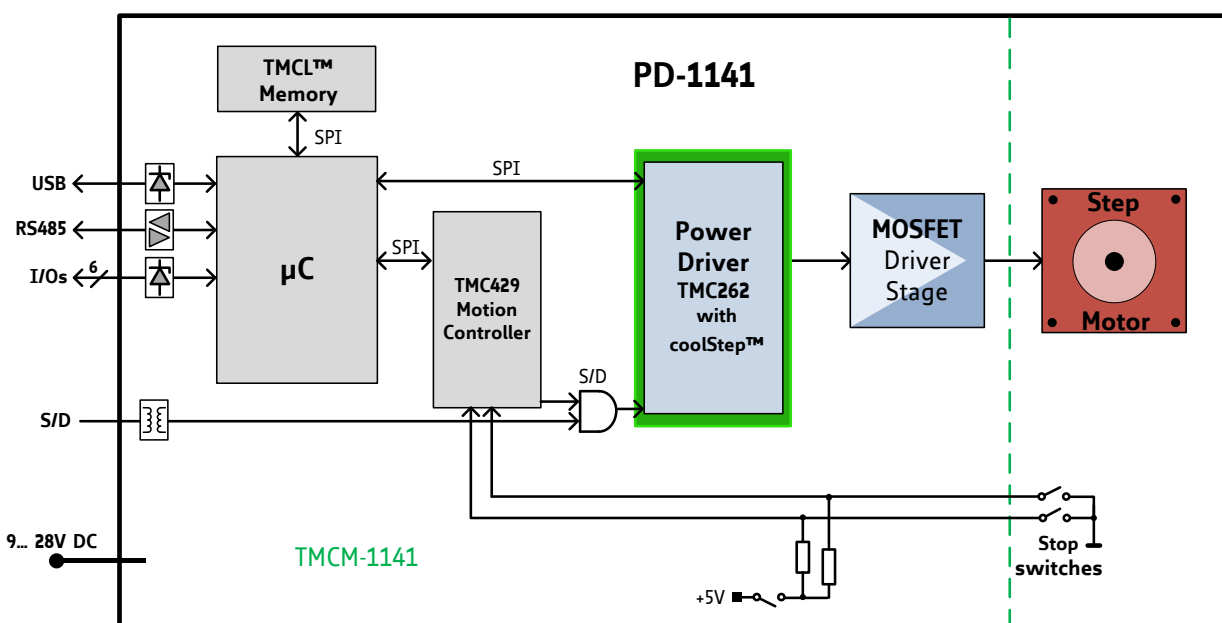 PD-1141
TMCL™
Memory
SPI
USB
RS485
I/Os
6
µC
SPI
SPI
TMC429
Motion
Controller
Power
Driver
TMC262
with
coolStep™
MOSFET
Driver
Stage
Step
Motor
S/D
S/D
9... 28V DC
TMCM-1141
Stop
switches
+5V